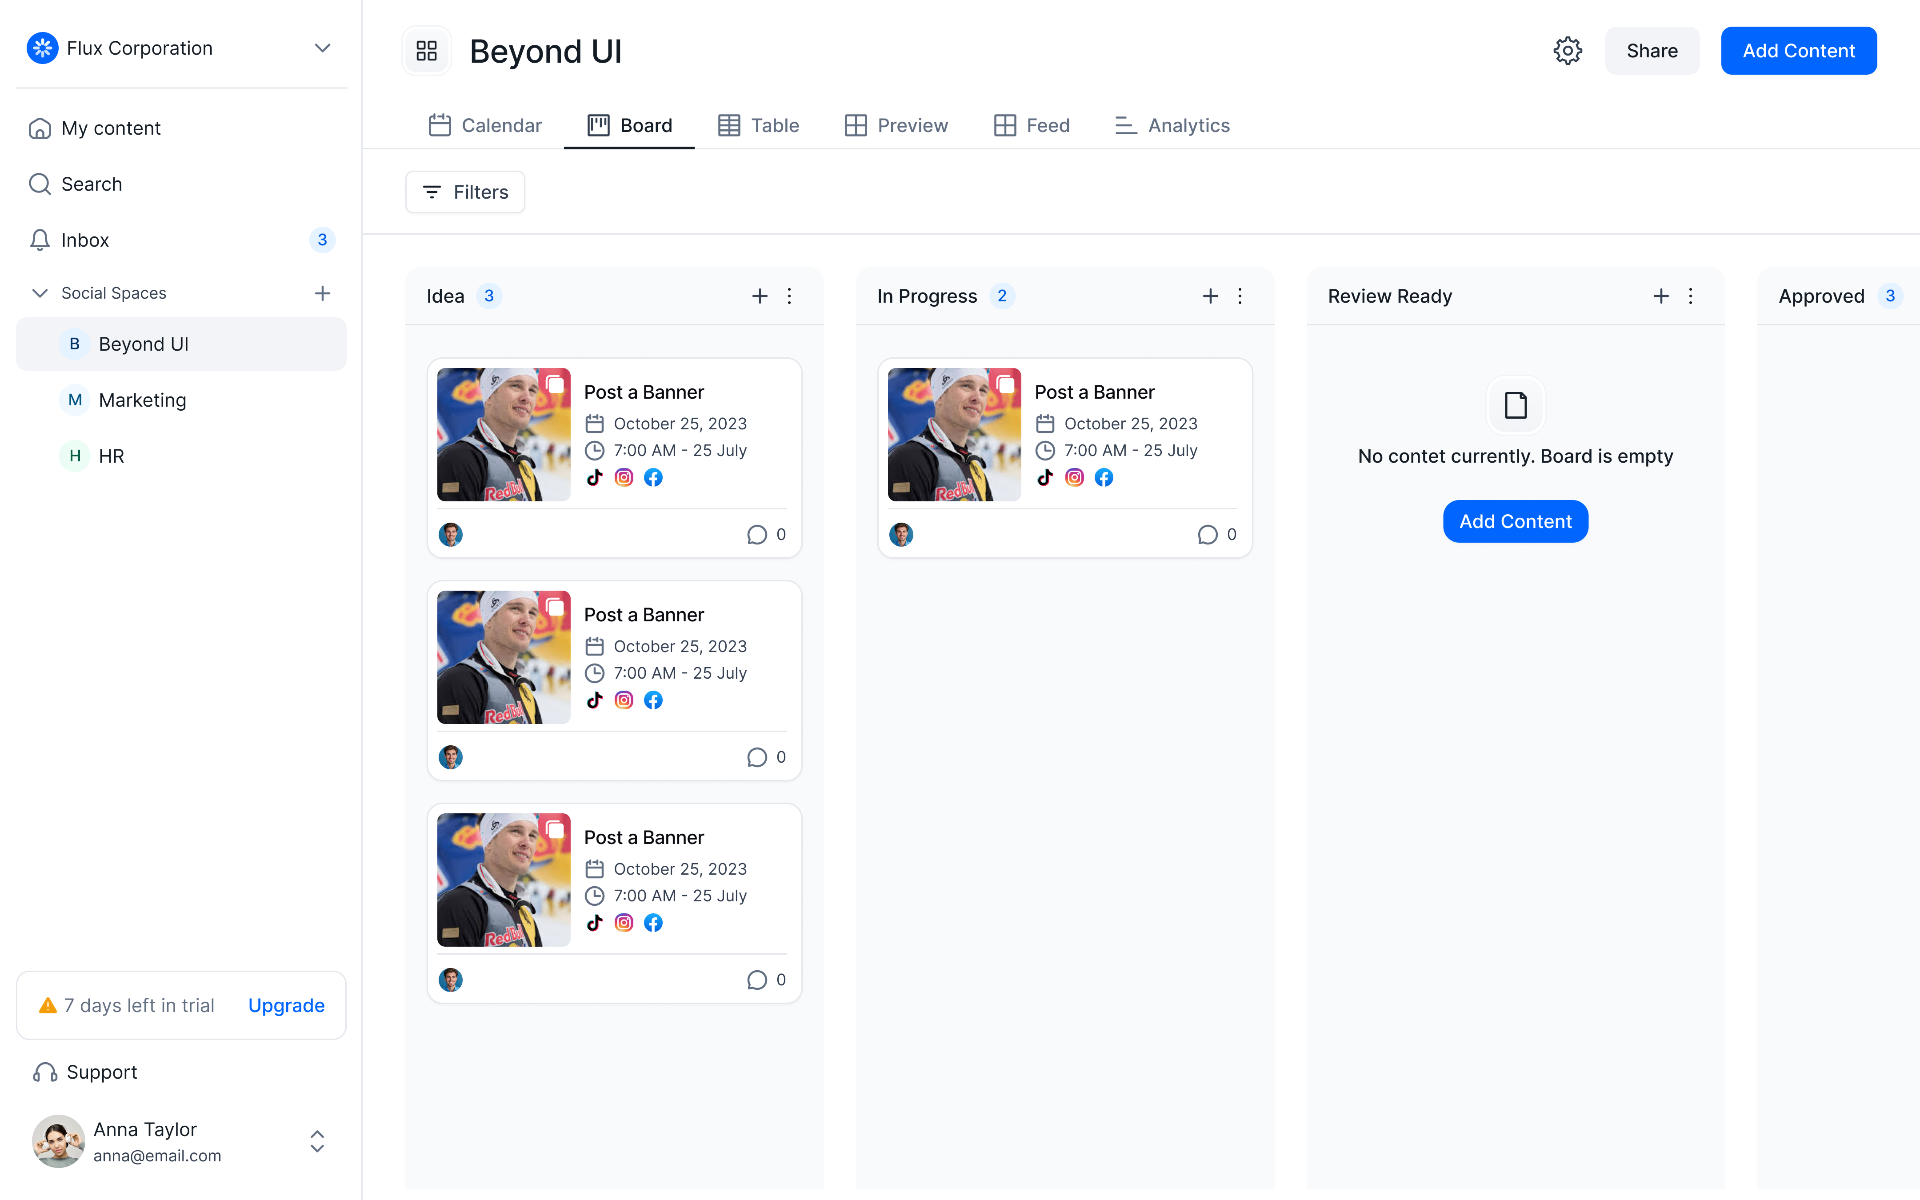 Flux Corporation
My content
Search
Inbox 3
Social Spaces
B Beyond UI
M Marketing
H HR
7 days left in trial Upgrade
Support
Anna Taylor
anna@email.com
Beyond UI
Share
Add Content
Calendar Board Table Preview Feed Analytics
Filters
Idea 3
Post a Banner
October 25, 2023
7:00 AM - 25 July
RedBull
0
Post a Banner
October 25, 2023
7:00 AM - 25 July
RedBull
0
Post a Banner
October 25, 2023
7:00 AM - 25 July
RedBull
0
In Progress 2
Post a Banner
October 25, 2023
7:00 AM - 25 July
RedBull
0
Review Ready
No contet currently. Board is empty
Add Content
Approved 3